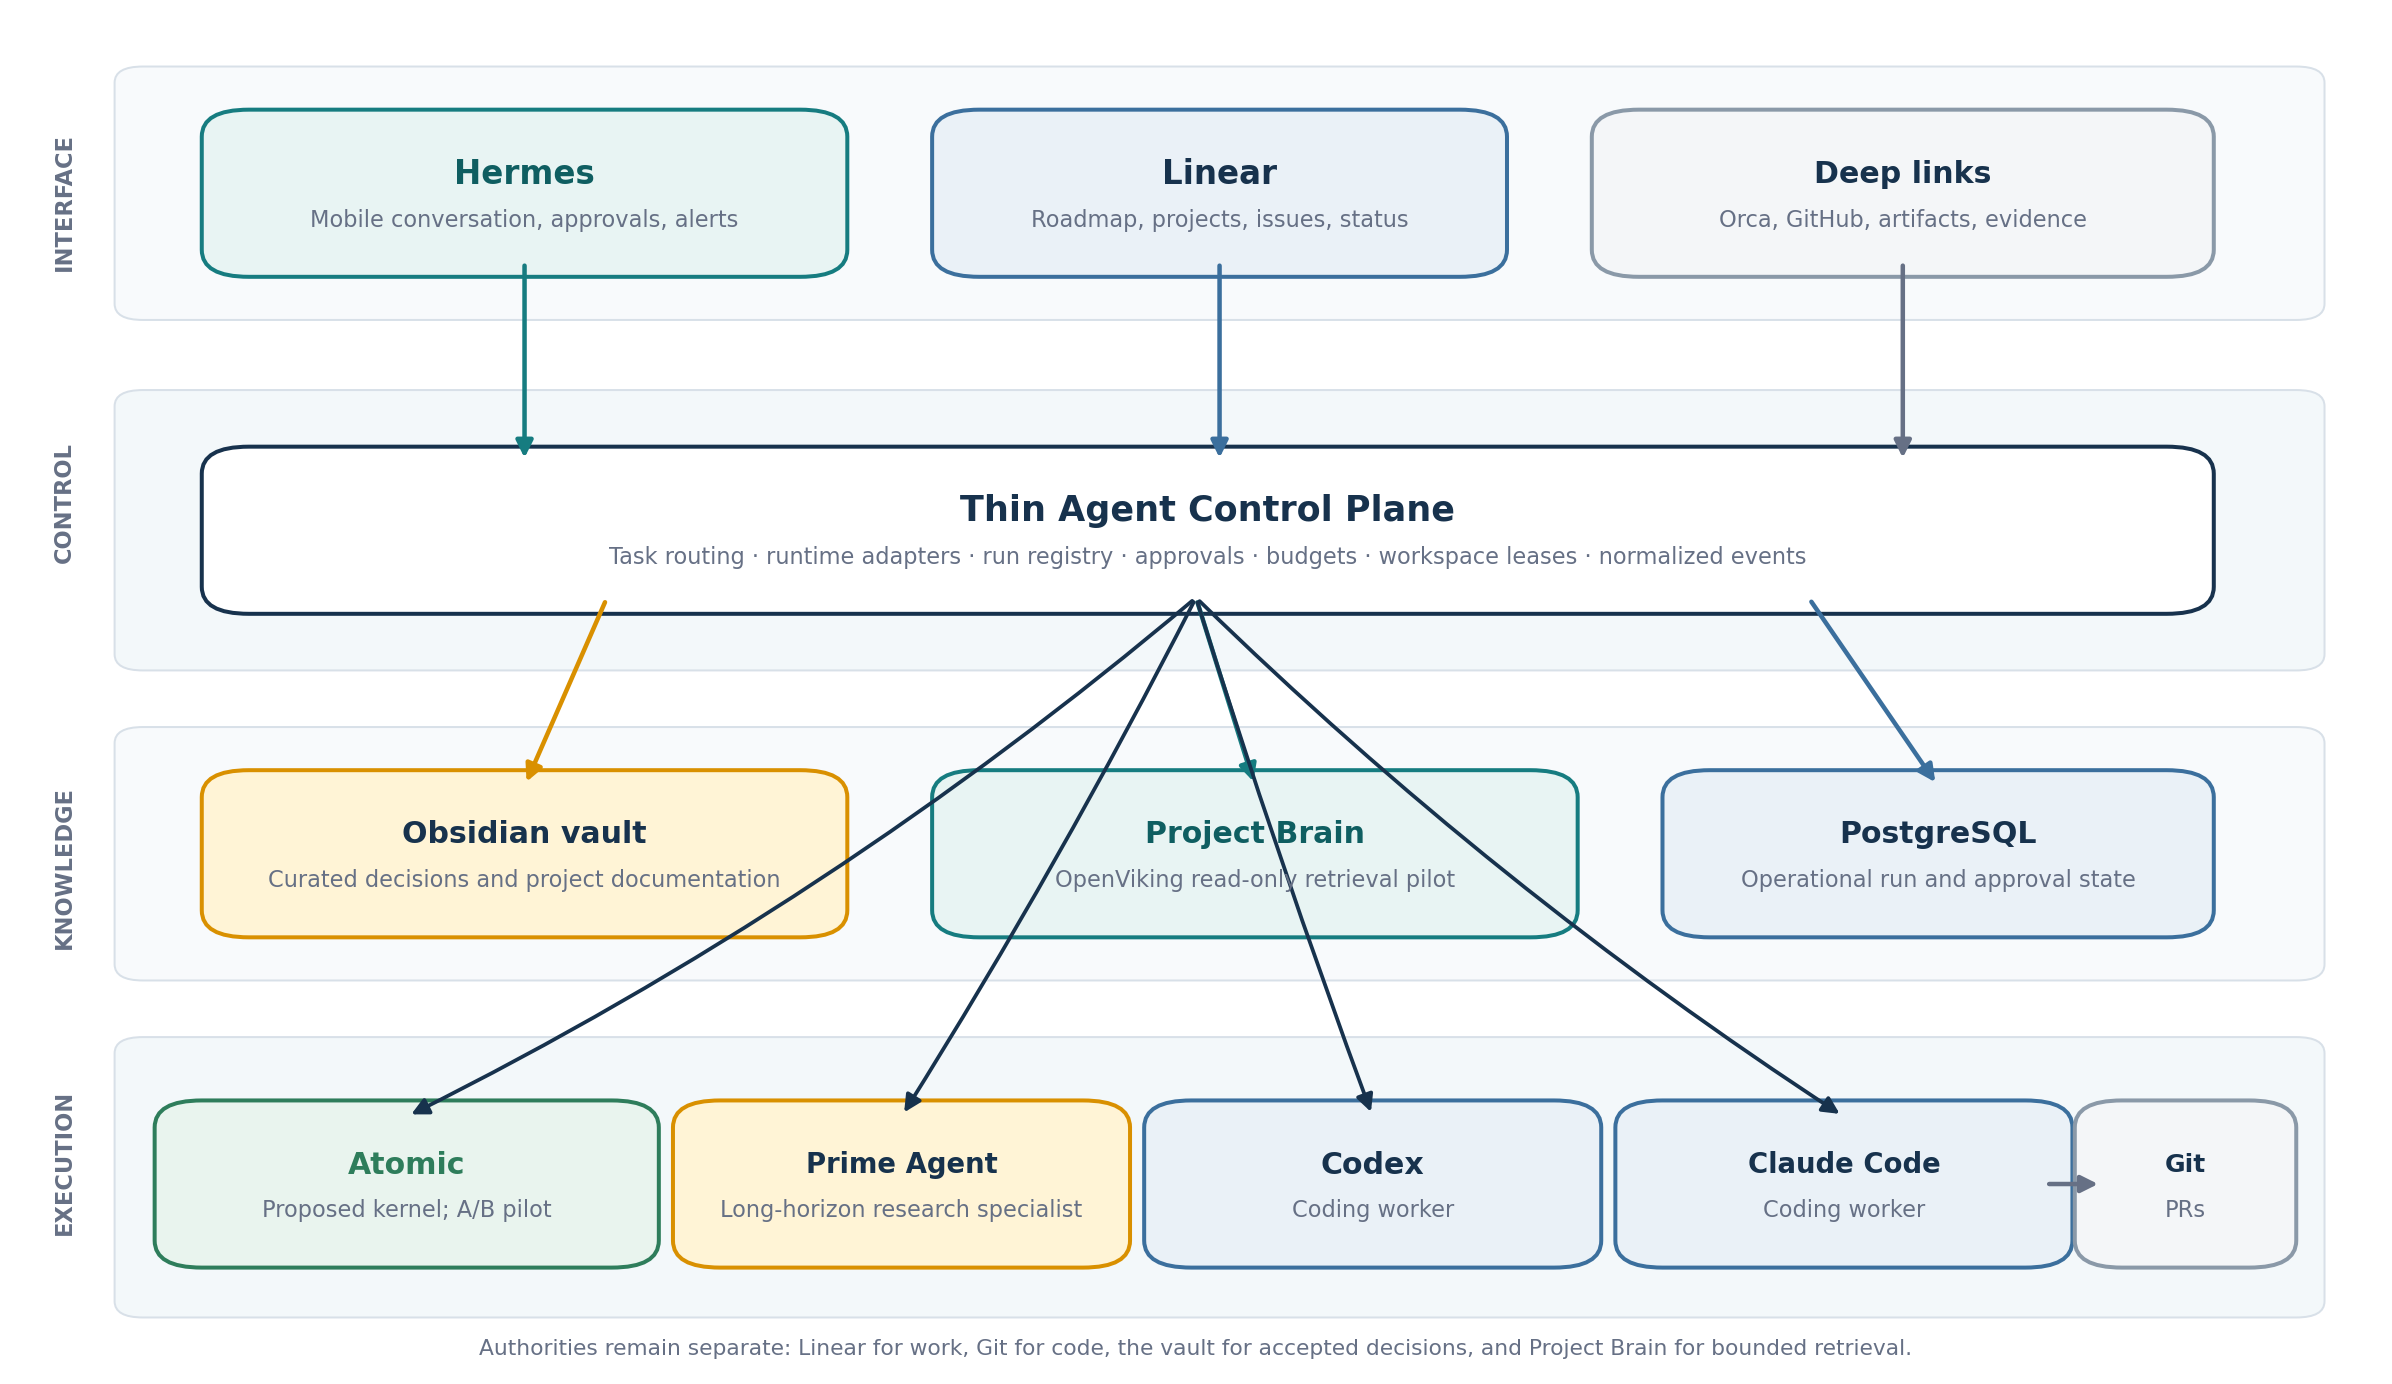 INTERFACE
Hermes
Mobile conversation, approvals, alerts
Linear
Roadmap, projects, issues, status
Deep links
Orca, GitHub, artifacts, evidence
CONTROL
Thin Agent Control Plane
Task routing · runtime adapters · run registry · approvals · budgets · workspace leases · normalized events
KNOWLEDGE
Obsidian vault
Curated decisions and project documentation
Project Brain
OpenViking read-only retrieval pilot
PostgreSQL
Operational run and approval state
EXECUTION
Atomic
Proposed kernel; A/B pilot
Prime Agent
Long-horizon research specialist
Codex
Coding worker
Claude Code
Coding worker
Git
PRs
Authorities remain separate: Linear for work, Git for code, the vault for accepted decisions, and Project Brain for bounded retrieval.